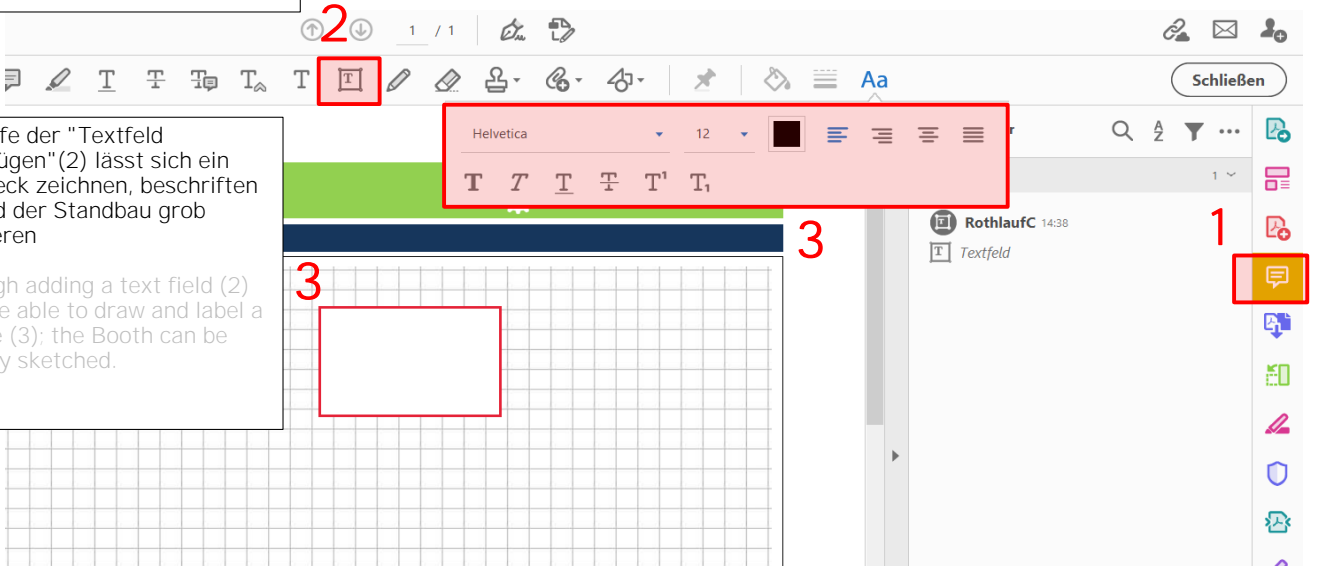 2
1 / 1
Aa
Schließen
Helvetica
12
fe der "Textfeld
ügen"(2) lässt sich ein
eck zeichnen, beschriften
d der Standbau grob
eren
gh adding a text field (2)
e able to draw and label a
e (3); the Booth can be
y sketched.
1
RothlaufC 14:38
Textfeld
1
3
3